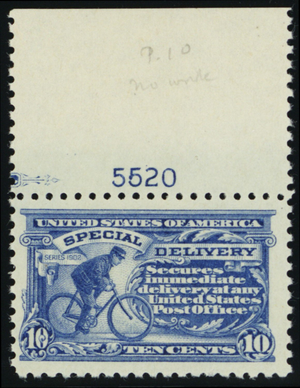 P.10
no wmk
5520
UNITED STATES OF AMERICA
SPECIAL
DELIVERY
SERIES 1902
Secures
immediate
delivery at any
United States
Post Office
10
10
TEN CENTS